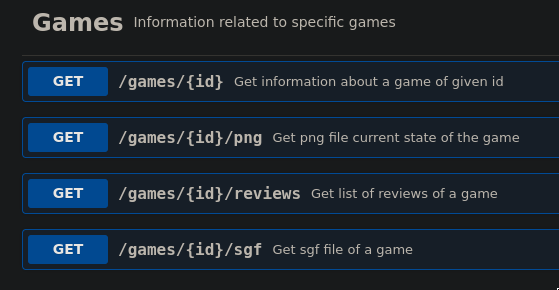 Games Information related to specific games
GET /games/{id} Get information about a game of given id
GET /games/{id}/png Get png file current state of the game
GET /games/{id}/reviews Get list of reviews of a game
GET /games/{id}/sgf Get sgf file of a game